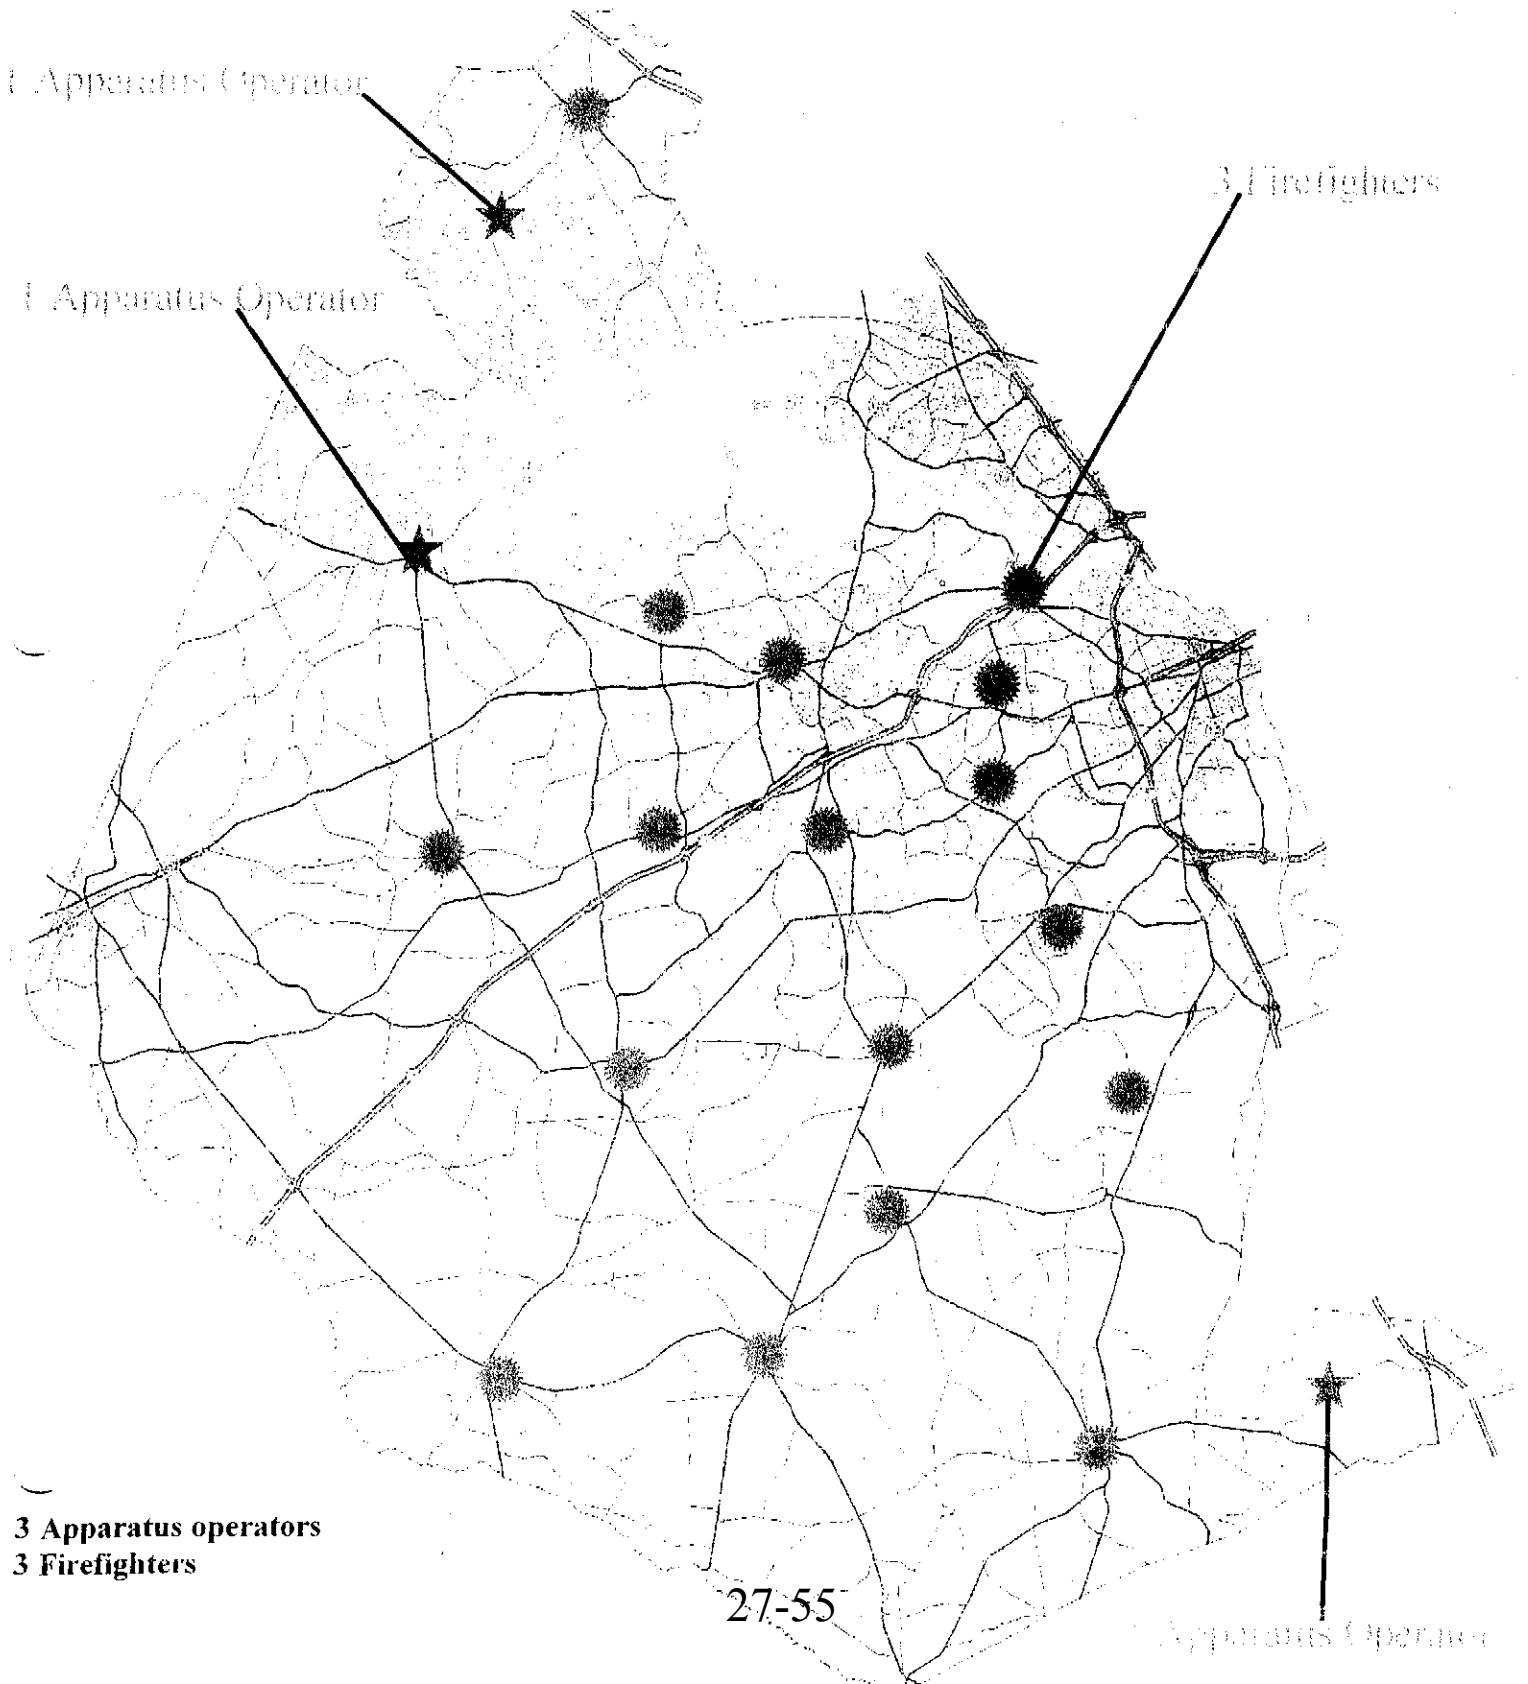 1 Apparatus Operator
3 Firefighters
1 Apparatus Operator
3 Apparatus operators
3 Firefighters
27-55
Apparatus Operator